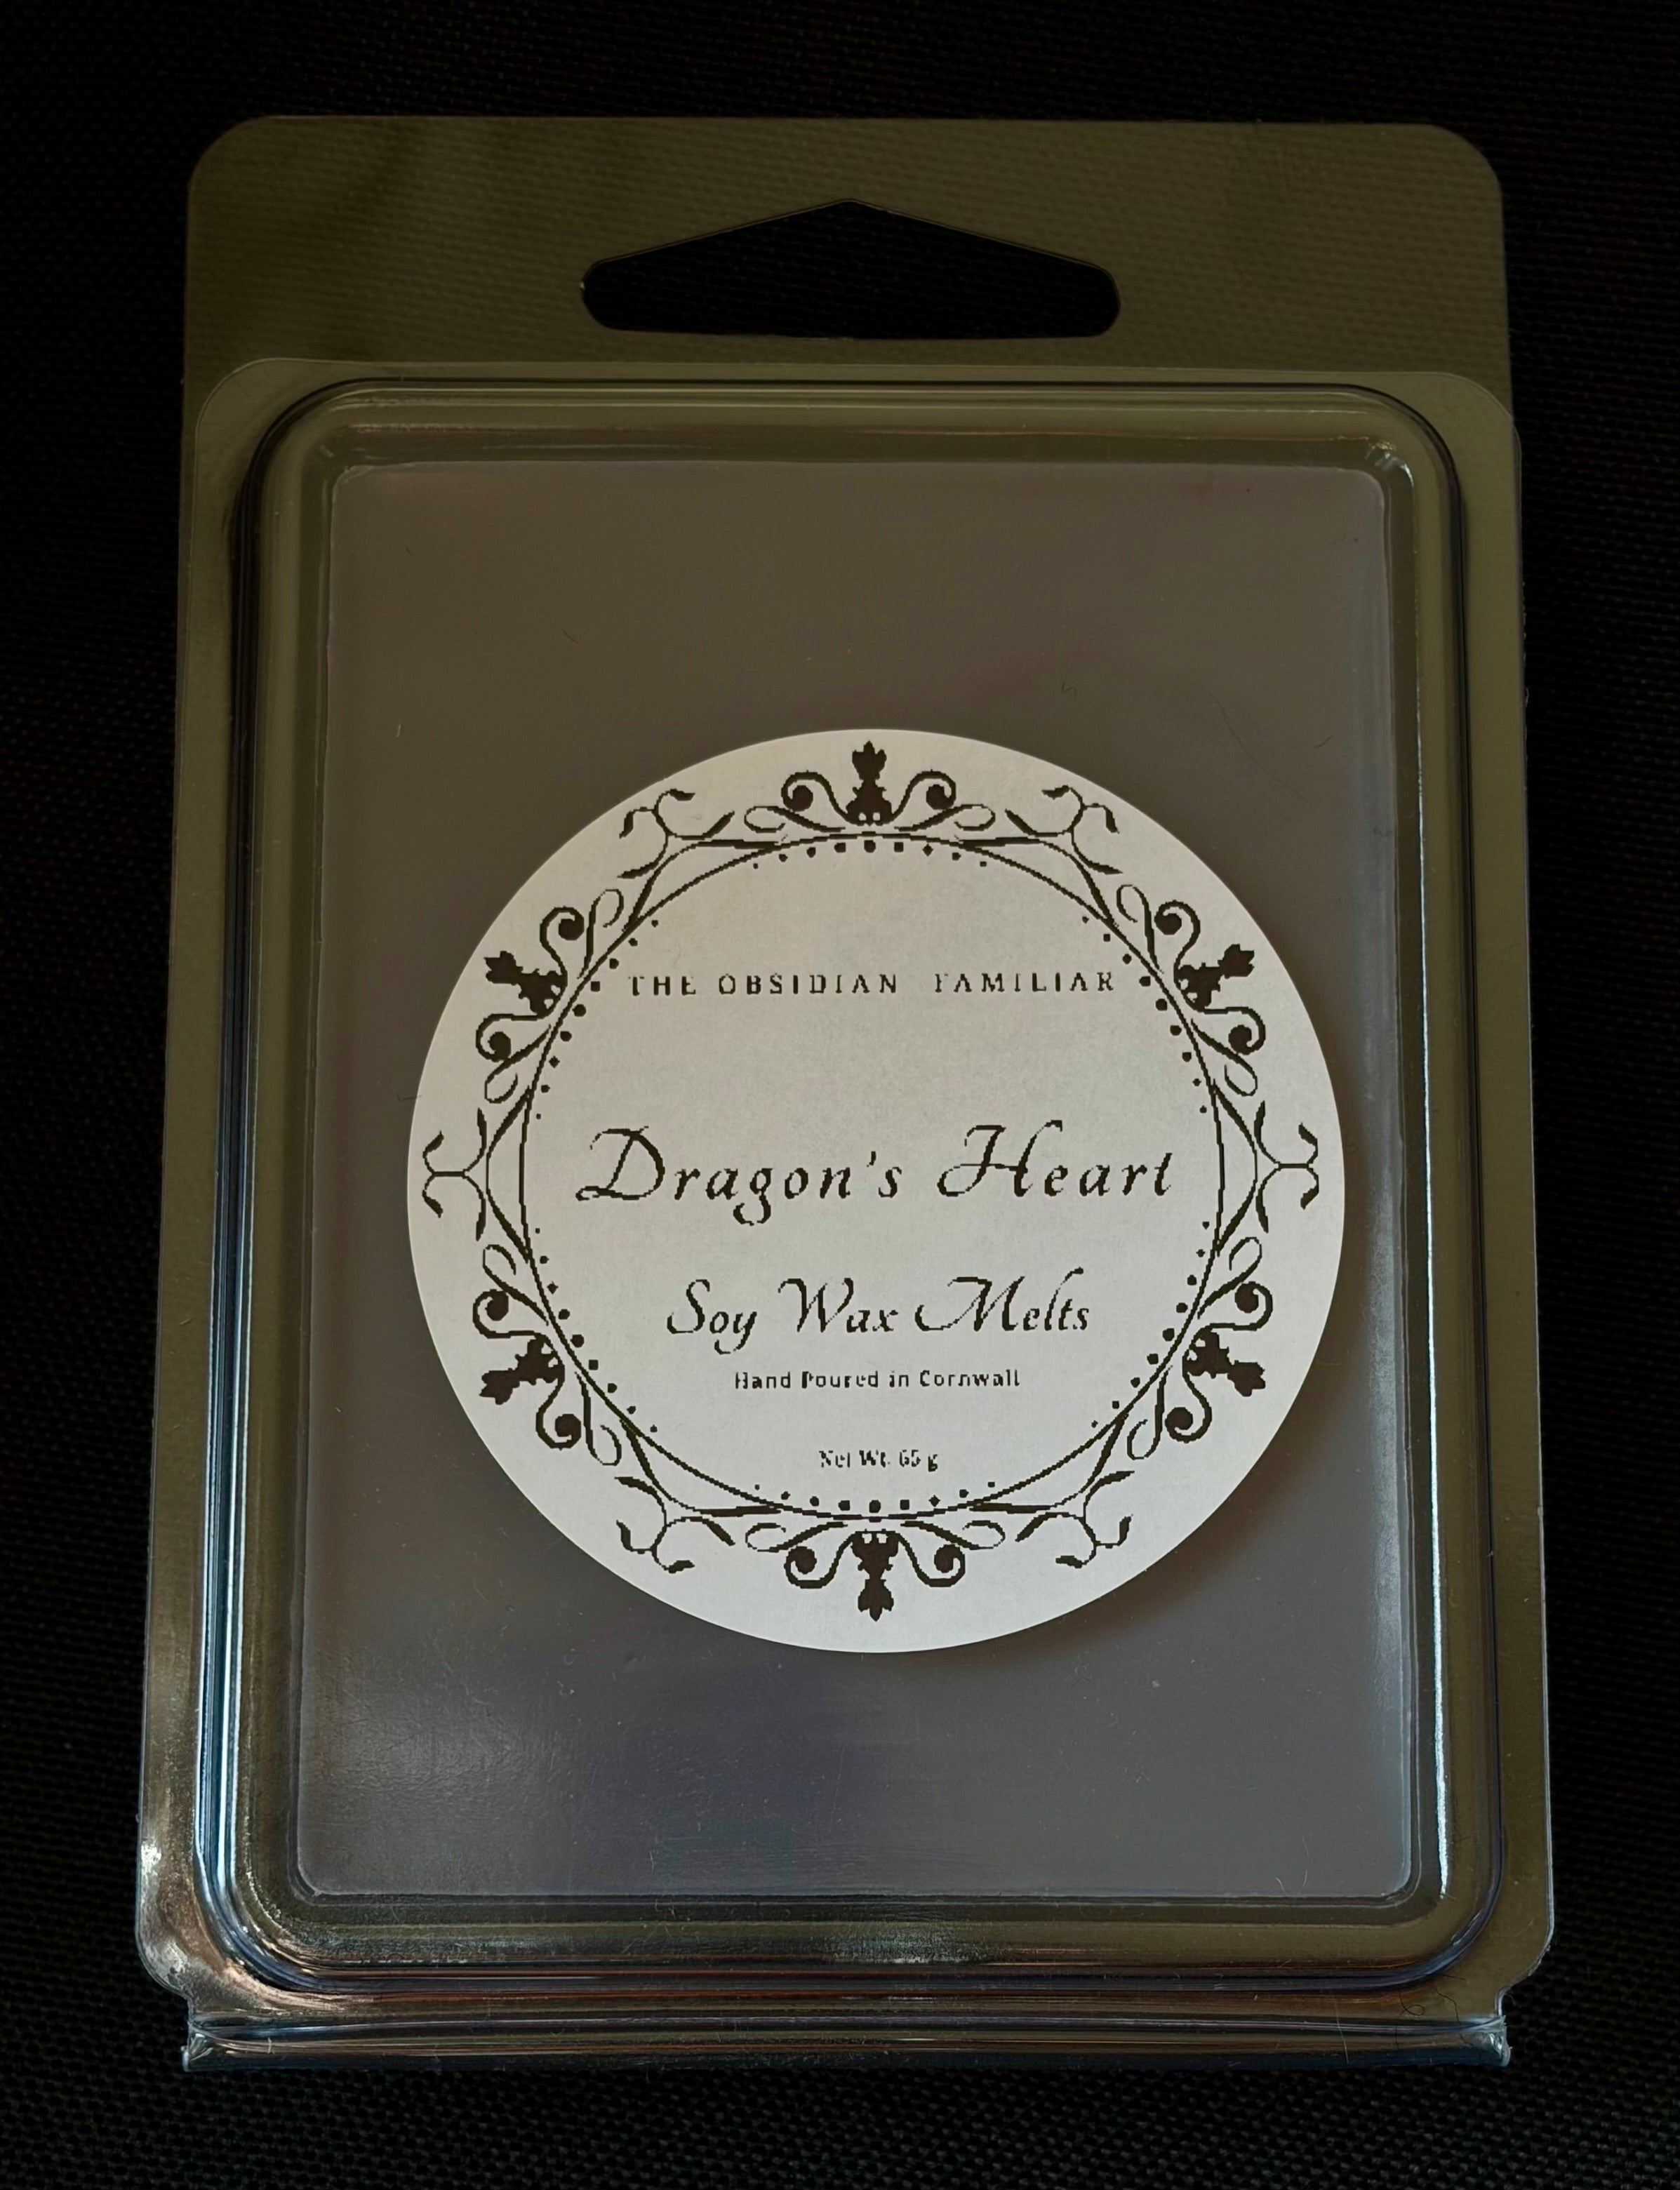 THE OBSIDIAN FAMILIAR
Dragon's Heart
Soy Wax Melts
Hand Poured in Cornwall
Net Wt. 65 g